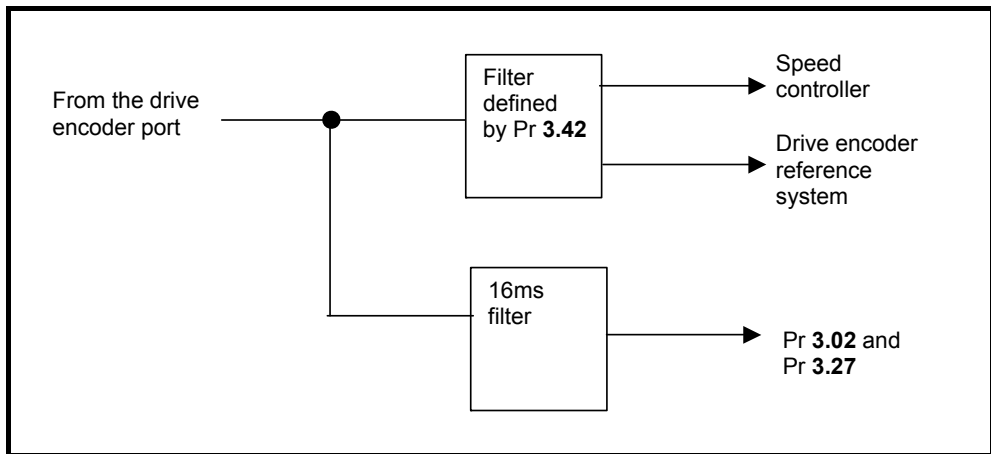 From the drive
encoder port
Filter
defined
by Pr 3.42
Speed
controller
Drive encoder
reference
system
16ms
filter
Pr 3.02 and
Pr 3.27